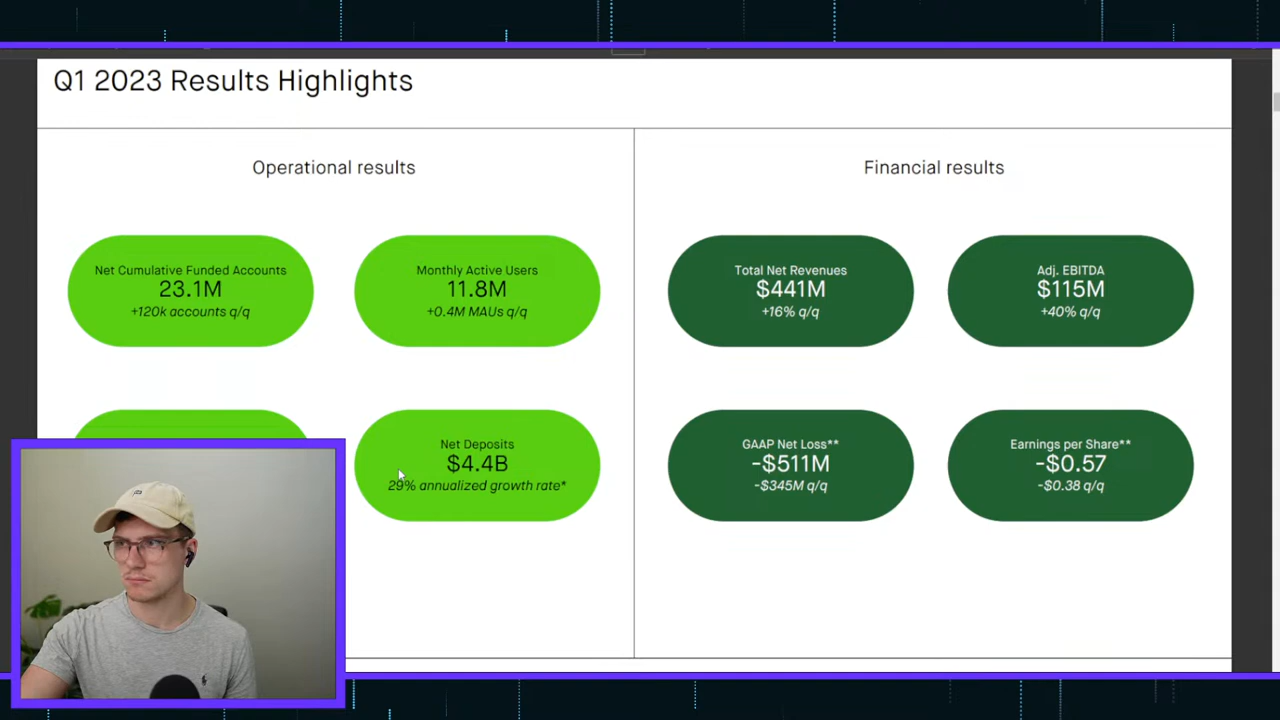 Q1 2023 Results Highlights
Operational results
Net Cumulative Funded Accounts
23.1M
+120k accounts q/q
Monthly Active Users
11.8M
+0.4M MAUs q/q
Net Deposits
$4.4B
29% annualized growth rate*
Financial results
Total Net Revenues
$441M
+16% q/q
Adj. EBITDA
$115M
+40% q/q
GAAP Net Loss**
-$511M
-$345M q/q
Earnings per Share**
-$0.57
-$0.38 q/q